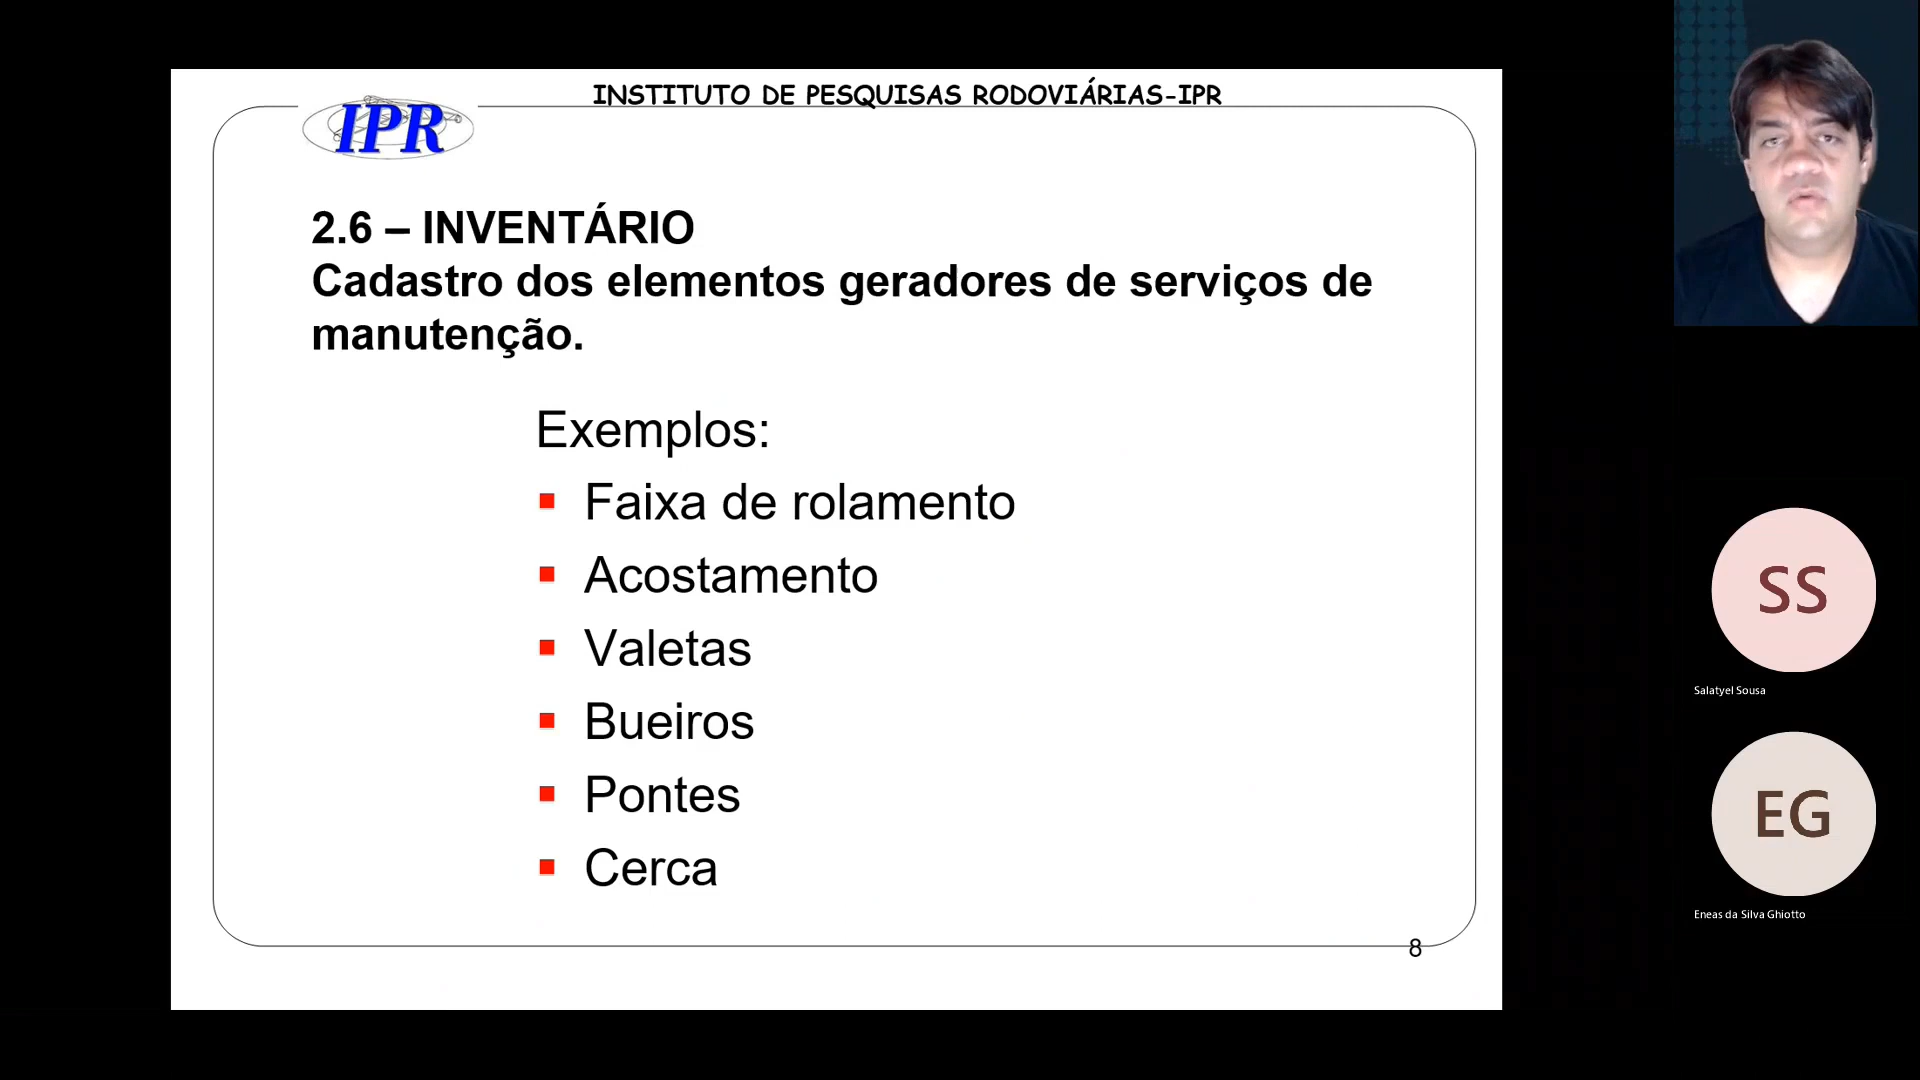 INSTITUTO DE PESQUISAS RODOVIÁRIAS-IPR
IPR
2.6 – INVENTÁRIO
Cadastro dos elementos geradores de serviços de
manutenção.
Exemplos:
Faixa de rolamento
Acostamento
Valetas
Bueiros
Pontes
Cerca
8
SS
Salatyel Sousa
EG
Eneas da Silva Ghiotto